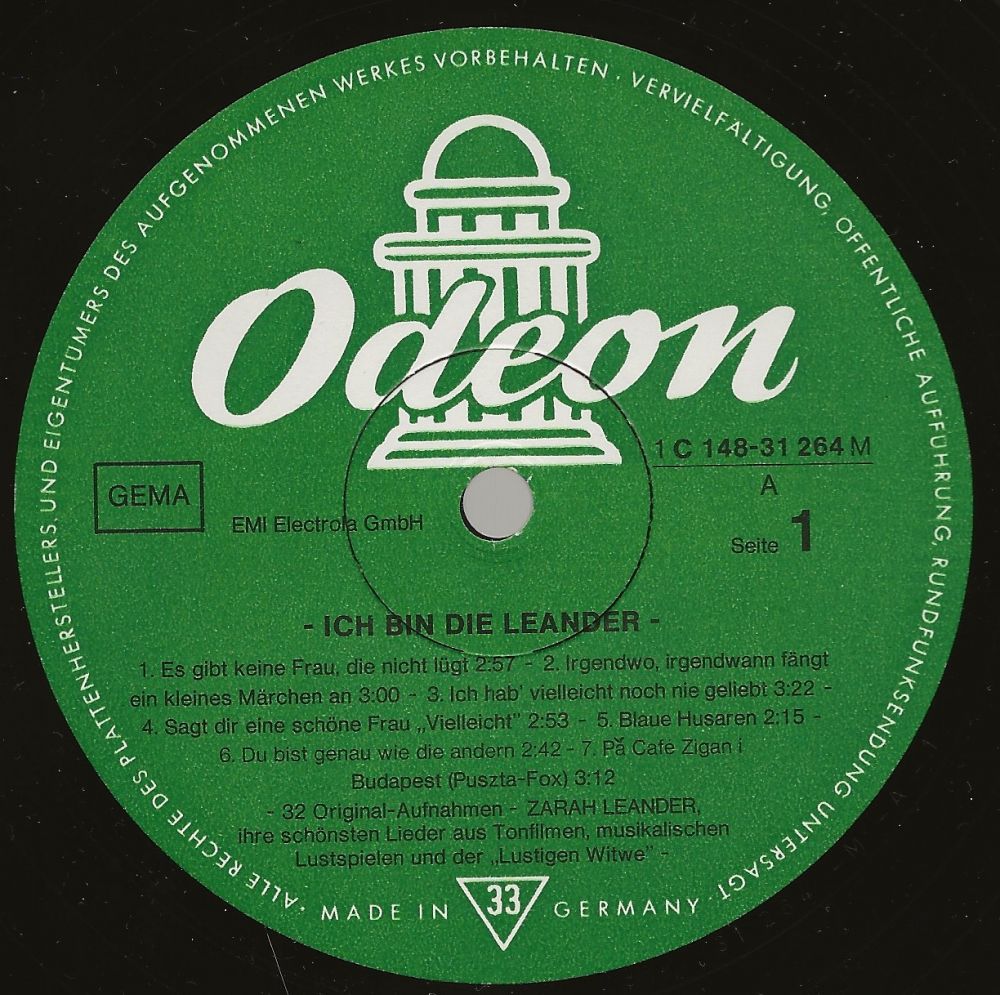 ALLE RECHTE DES PLATTENHERSTELLERS UND EIGENTÜMERS DES AUFGENOMMENEN WERKES VORBEHALTEN · VERVIELFÄLTIGUNG, ÖFFENTLICHE AUFFÜHRUNG, RUNDFUNKSENDUNG UNTERSAGT ·
Odeon
1 C 148-31 264 M
A
GEMA
EMI Electrola GmbH
Seite 1
- ICH BIN DIE LEANDER -
1. Es gibt keine Frau, die nicht lügt 2:57 - 2. Irgendwo, irgendwann fängt
ein kleines Märchen an 3:00 - 3. Ich hab' vielleicht noch nie geliebt 3:22 -
4. Sagt dir eine schöne Frau „Vielleicht" 2:53 - 5. Blaue Husaren 2:15 -
6. Du bist genau wie die andern 2:42 - 7. På Cafe Zigan i
Budapest (Puszta-Fox) 3:12
- 32 Original-Aufnahmen - ZARAH LEANDER,
ihre schönsten Lieder aus Tonfilmen, musikalischen
Lustspielen und der „Lustigen Witwe" -
MADE IN 33 GERMANY